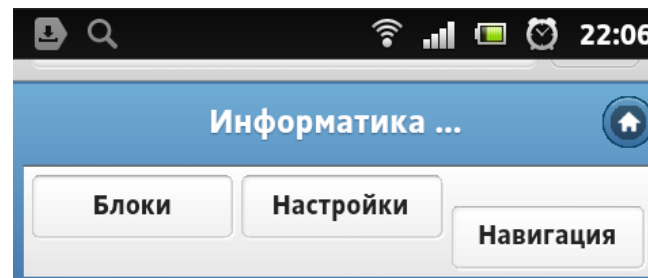 22:06
Информатика ...
Блоки
Настройки
Навигация